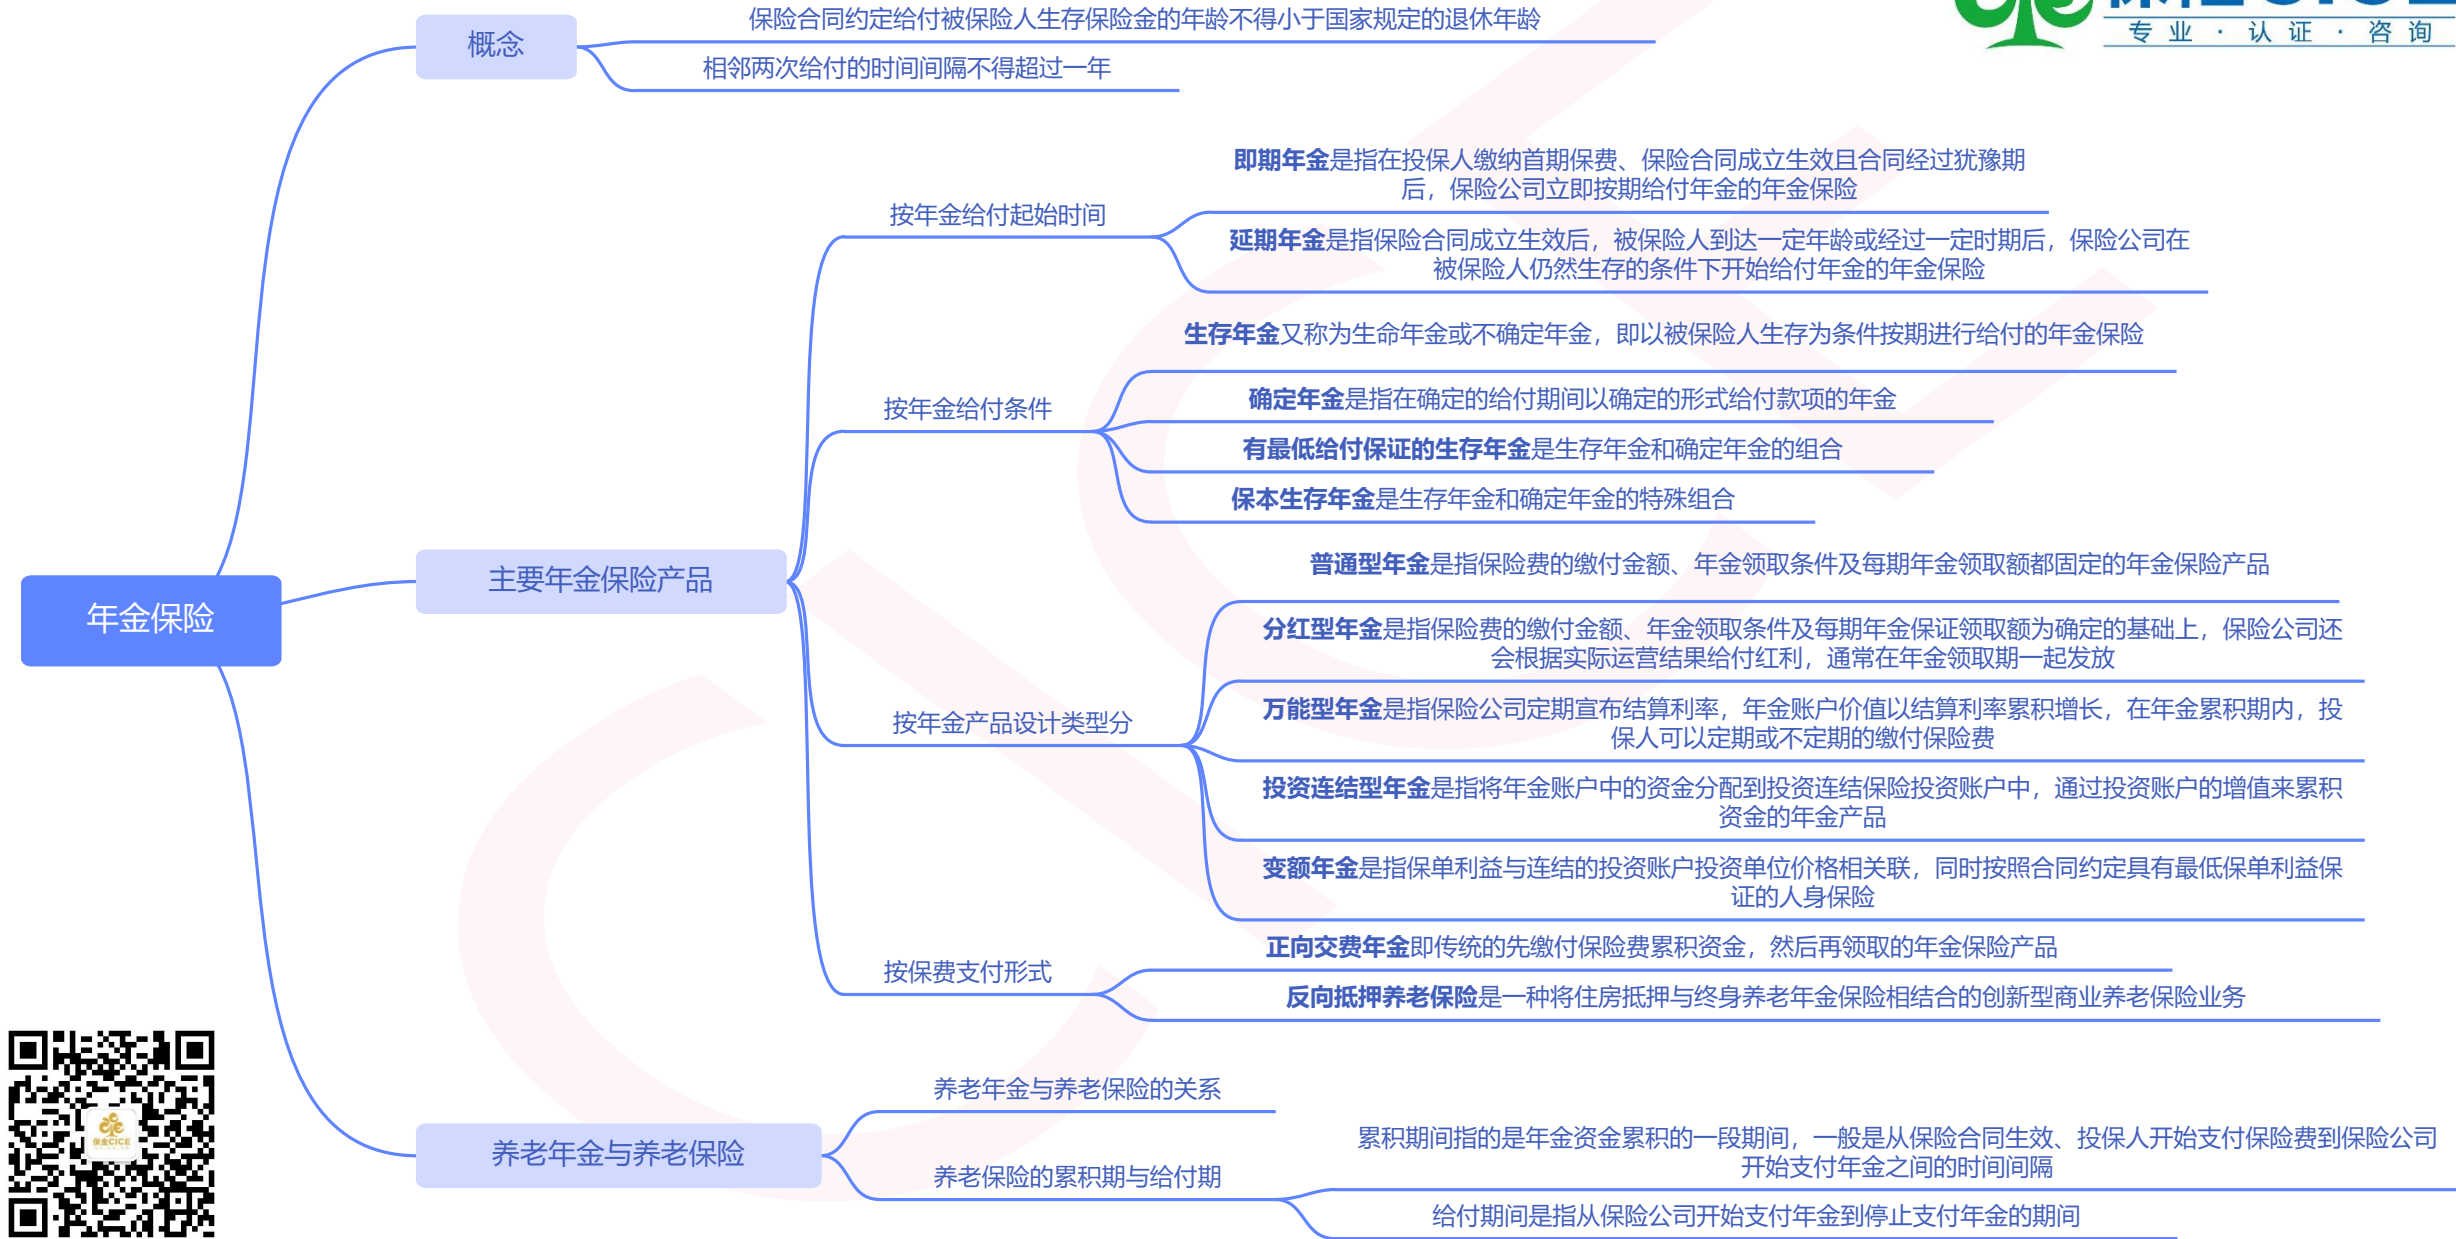 保险合同约定给付被保险人生存保险金的年龄不得小于国家规定的退休年龄
概念
相邻两次给付的时间间隔不得超过一年
专业·认证·咨询
即期年金是指在投保人缴纳首期保费、保险合同成立生效且合同经过犹豫期
后，保险公司立即按期给付年金的年金保险
按年金给付起始时间
延期年金是指保险合同成立生效后，被保险人到达一定年龄或经过一定时期后，保险公司在
被保险人仍然生存的条件下开始给付年金的年金保险
生存年金又称为生命年金或不确定年金，即以被保险人生存为条件按期进行给付的年金保险
按年金给付条件
确定年金是指在确定的给付期间以确定的形式给付款项的年金
有最低给付保证的生存年金是生存年金和确定年金的组合
保本生存年金是生存年金和确定年金的特殊组合
主要年金保险产品
年金保险
普通型年金是指保险费的缴付金额、年金领取条件及每期年金领取额都固定的年金保险产品
分红型年金是指保险费的缴付金额、年金领取条件及每期年金保证领取额为确定的基础上，保险公司还
会根据实际运营结果给付红利，通常在年金领取期一起发放
按年金产品设计类型分
万能型年金是指保险公司定期宣布结算利率，年金账户价值以结算利率累积增长，在年金累积期内，投
保人可以定期或不定期的缴付保险费
投资连结型年金是指将年金账户中的资金分配到投资连结保险投资账户中，通过投资账户的增值来累积
资金的年金产品
变额年金是指保单利益与连结的投资账户投资单位价格相关联，同时按照合同约定具有最低保单利益保
证的人身保险
正向交费年金即传统的先缴付保险费累积资金，然后再领取的年金保险产品
按保费支付形式
反向抵押养老保险是一种将住房抵押与终身养老年金保险相结合的创新型商业养老保险业务
养老年金与养老保险的关系
养老年金与养老保险
累积期间指的是年金资金累积的一段期间，一般是从保险合同生效、投保人开始支付保险费到保险公司
开始支付年金之间的时间间隔
养老保险的累积期与给付期
给付期间是指从保险公司开始支付年金到停止支付年金的期间
保金CICE
CICE